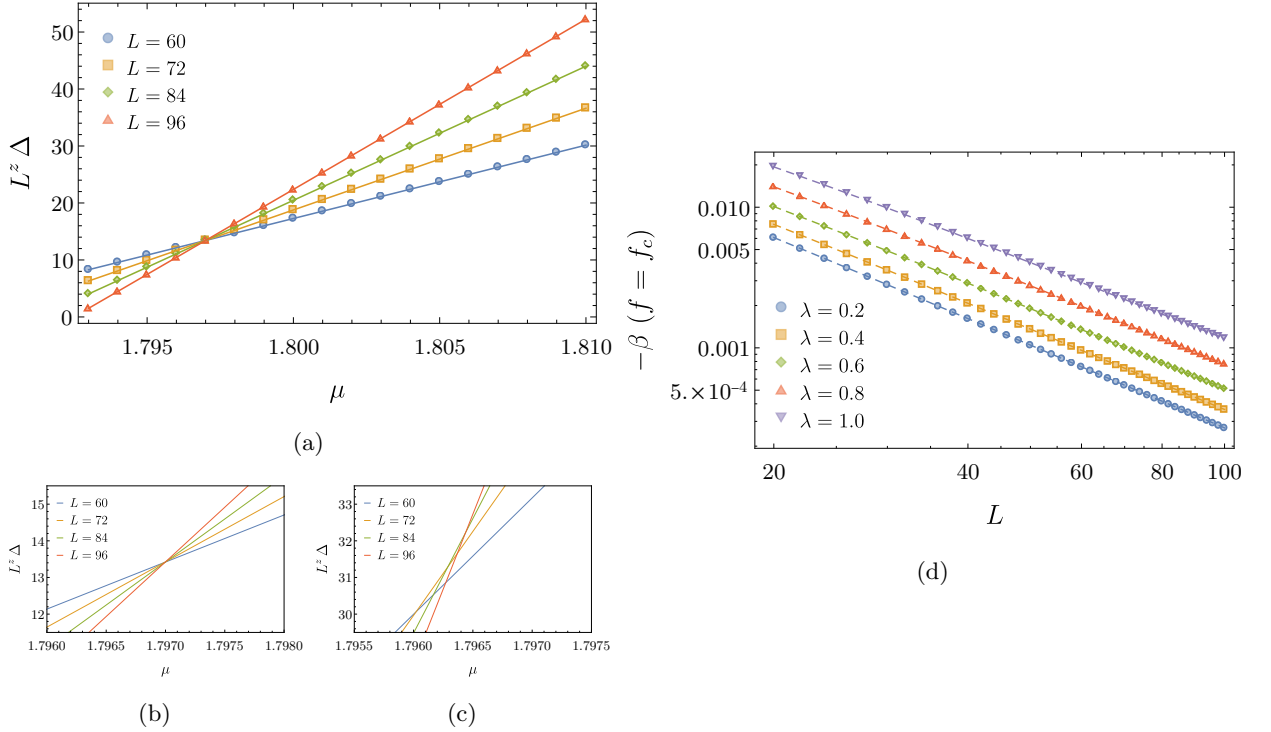 L = 60
L = 72
L = 84
L = 96
50
40
30
20
10
0
L^z Δ
1.795 1.800 1.805 1.810
μ
(a)
L = 60
L = 72
L = 84
L = 96
15
14
13
12
L^z Δ
1.7960 1.7965 1.7970 1.7975 1.7980
μ
(b)
L = 60
L = 72
L = 84
L = 96
33
32
31
30
L^z Δ
1.7955 1.7960 1.7965 1.7970 1.7975
μ
(c)
−β (f = f_c)
0.010
0.005
0.001
5.×10^−4
λ = 0.2
λ = 0.4
λ = 0.6
λ = 0.8
λ = 1.0
20 40 60 80 100
L
(d)